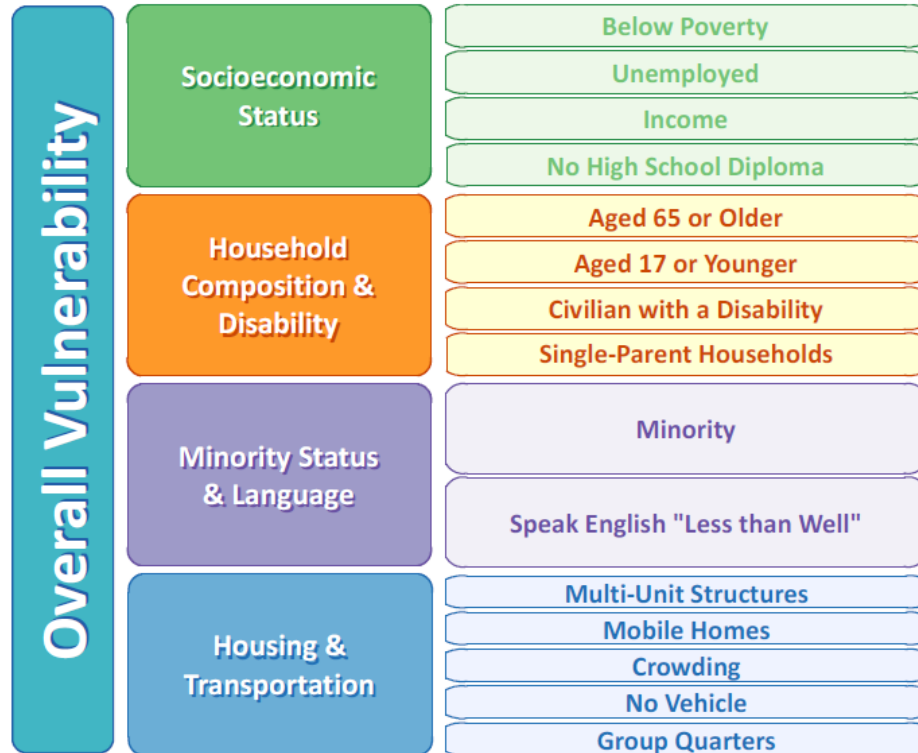 Overall Vulnerability
Socioeconomic
Status
Below Poverty
Unemployed
Income
No High School Diploma
Household
Composition &
Disability
Aged 65 or Older
Aged 17 or Younger
Civilian with a Disability
Single-Parent Households
Minority Status
& Language
Minority
Speak English "Less than Well"
Housing &
Transportation
Multi-Unit Structures
Mobile Homes
Crowding
No Vehicle
Group Quarters